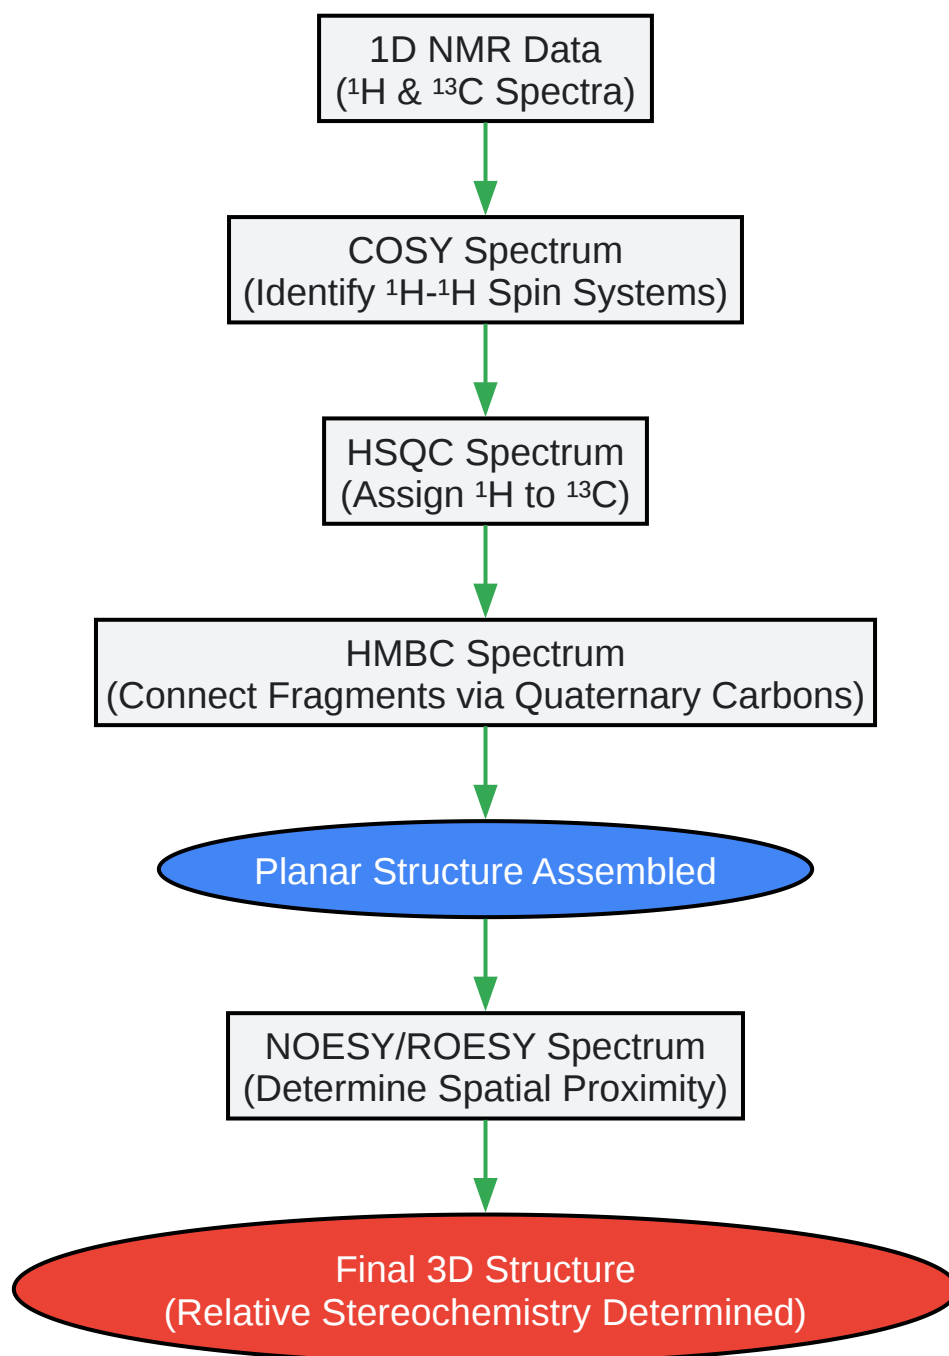 1D NMR Data
(¹H & ¹³C Spectra)
COSY Spectrum
(Identify ¹H-¹H Spin Systems)
HSQC Spectrum
(Assign ¹H to ¹³C)
HMBC Spectrum
(Connect Fragments via Quaternary Carbons)
Planar Structure Assembled
NOESY/ROESY Spectrum
(Determine Spatial Proximity)
Final 3D Structure
(Relative Stereochemistry Determined)